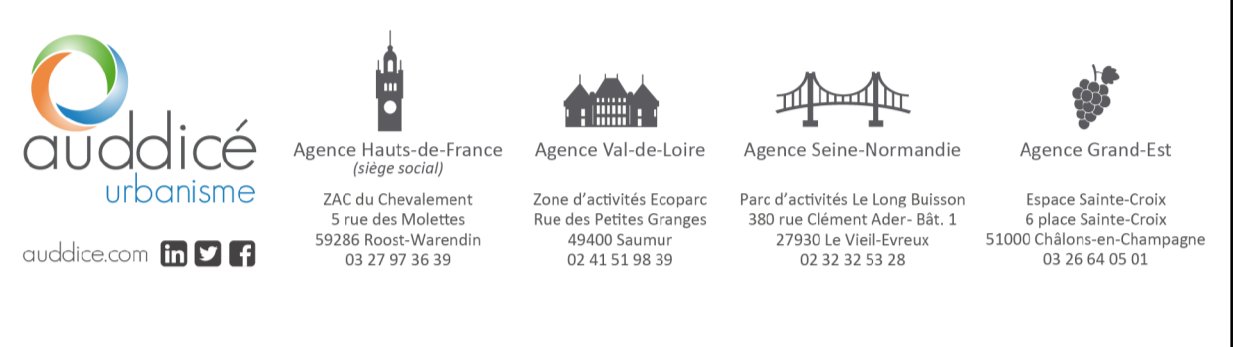 auddicé
urbanisme
auddice.com
Agence Hauts-de-France
(siège social)
ZAC du Chevalement
5 rue des Molettes
59286 Roost-Warendin
03 27 97 36 39
Agence Val-de-Loire
Zone d'activités Ecoparc
Rue des Petites Granges
49400 Saumur
02 41 51 98 39
Agence Seine-Normandie
Parc d'activités Le Long Buisson
380 rue Clément Ader- Bât. 1
27930 Le Vieil-Evreux
02 32 32 53 28
Agence Grand-Est
Espace Sainte-Croix
6 place Sainte-Croix
51000 Châlons-en-Champagne
03 26 64 05 01